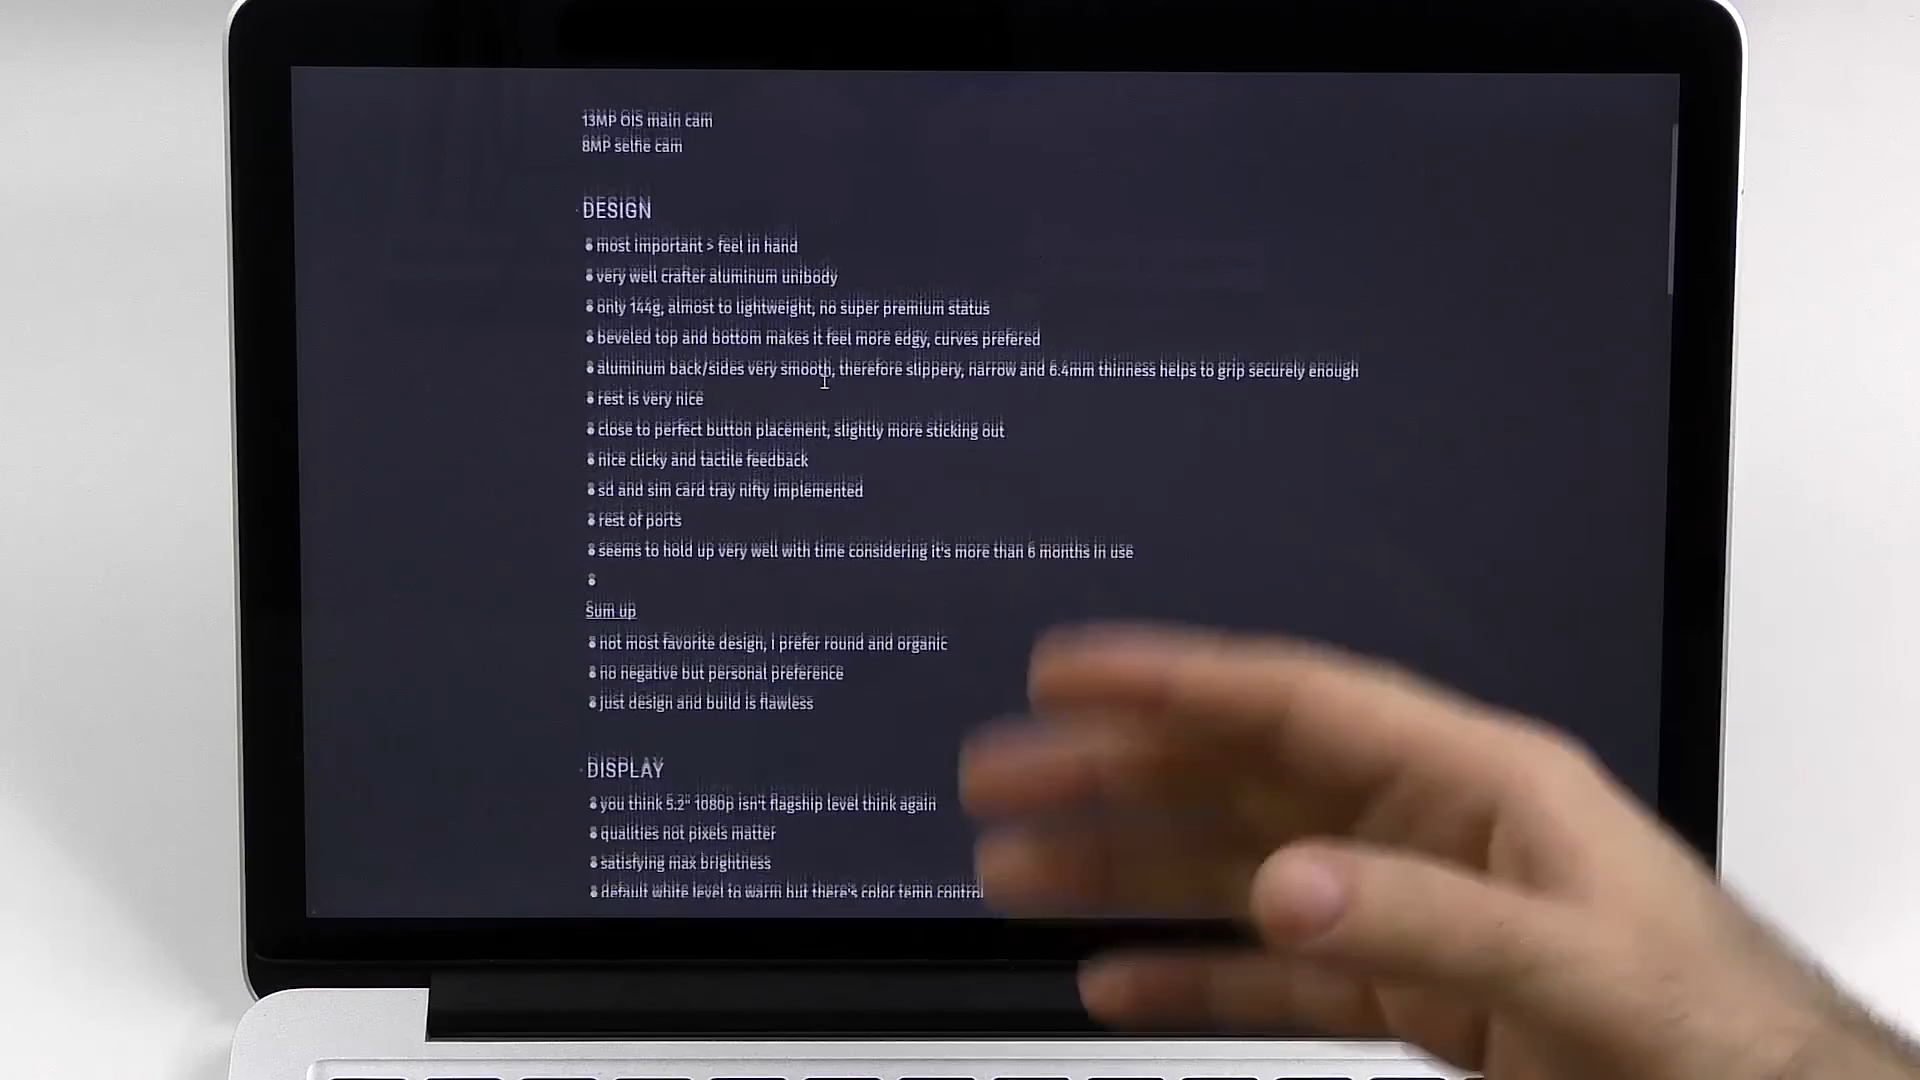 13MP OIS main cam
8MP selfie cam
DESIGN
• most important > feel in hand
• very well crafter aluminum unibody
• only 144g, almost to lightweight, no super premium status
• beveled top and bottom makes it feel more edgy, curves prefered
• aluminum back/sides very smooth, therefore slippery, narrow and 6.4mm thinness helps to grip securely enough
• rest is very nice
• close to perfect button placement, slightly more sticking out
• nice clicky and tactile feedback
• sd and sim card tray nifty implemented
• rest of ports
• seems to hold up very well with time considering it's more than 6 months in use
•
Sum up
• not most favorite design, I prefer round and organic
• no negative but personal preference
• just design and build is flawless
DISPLAY
• you think 5.2" 1080p isn't flagship level think again
• qualities not pixels matter
• satisfying max brightness
• default white level to warm but there's color temp control